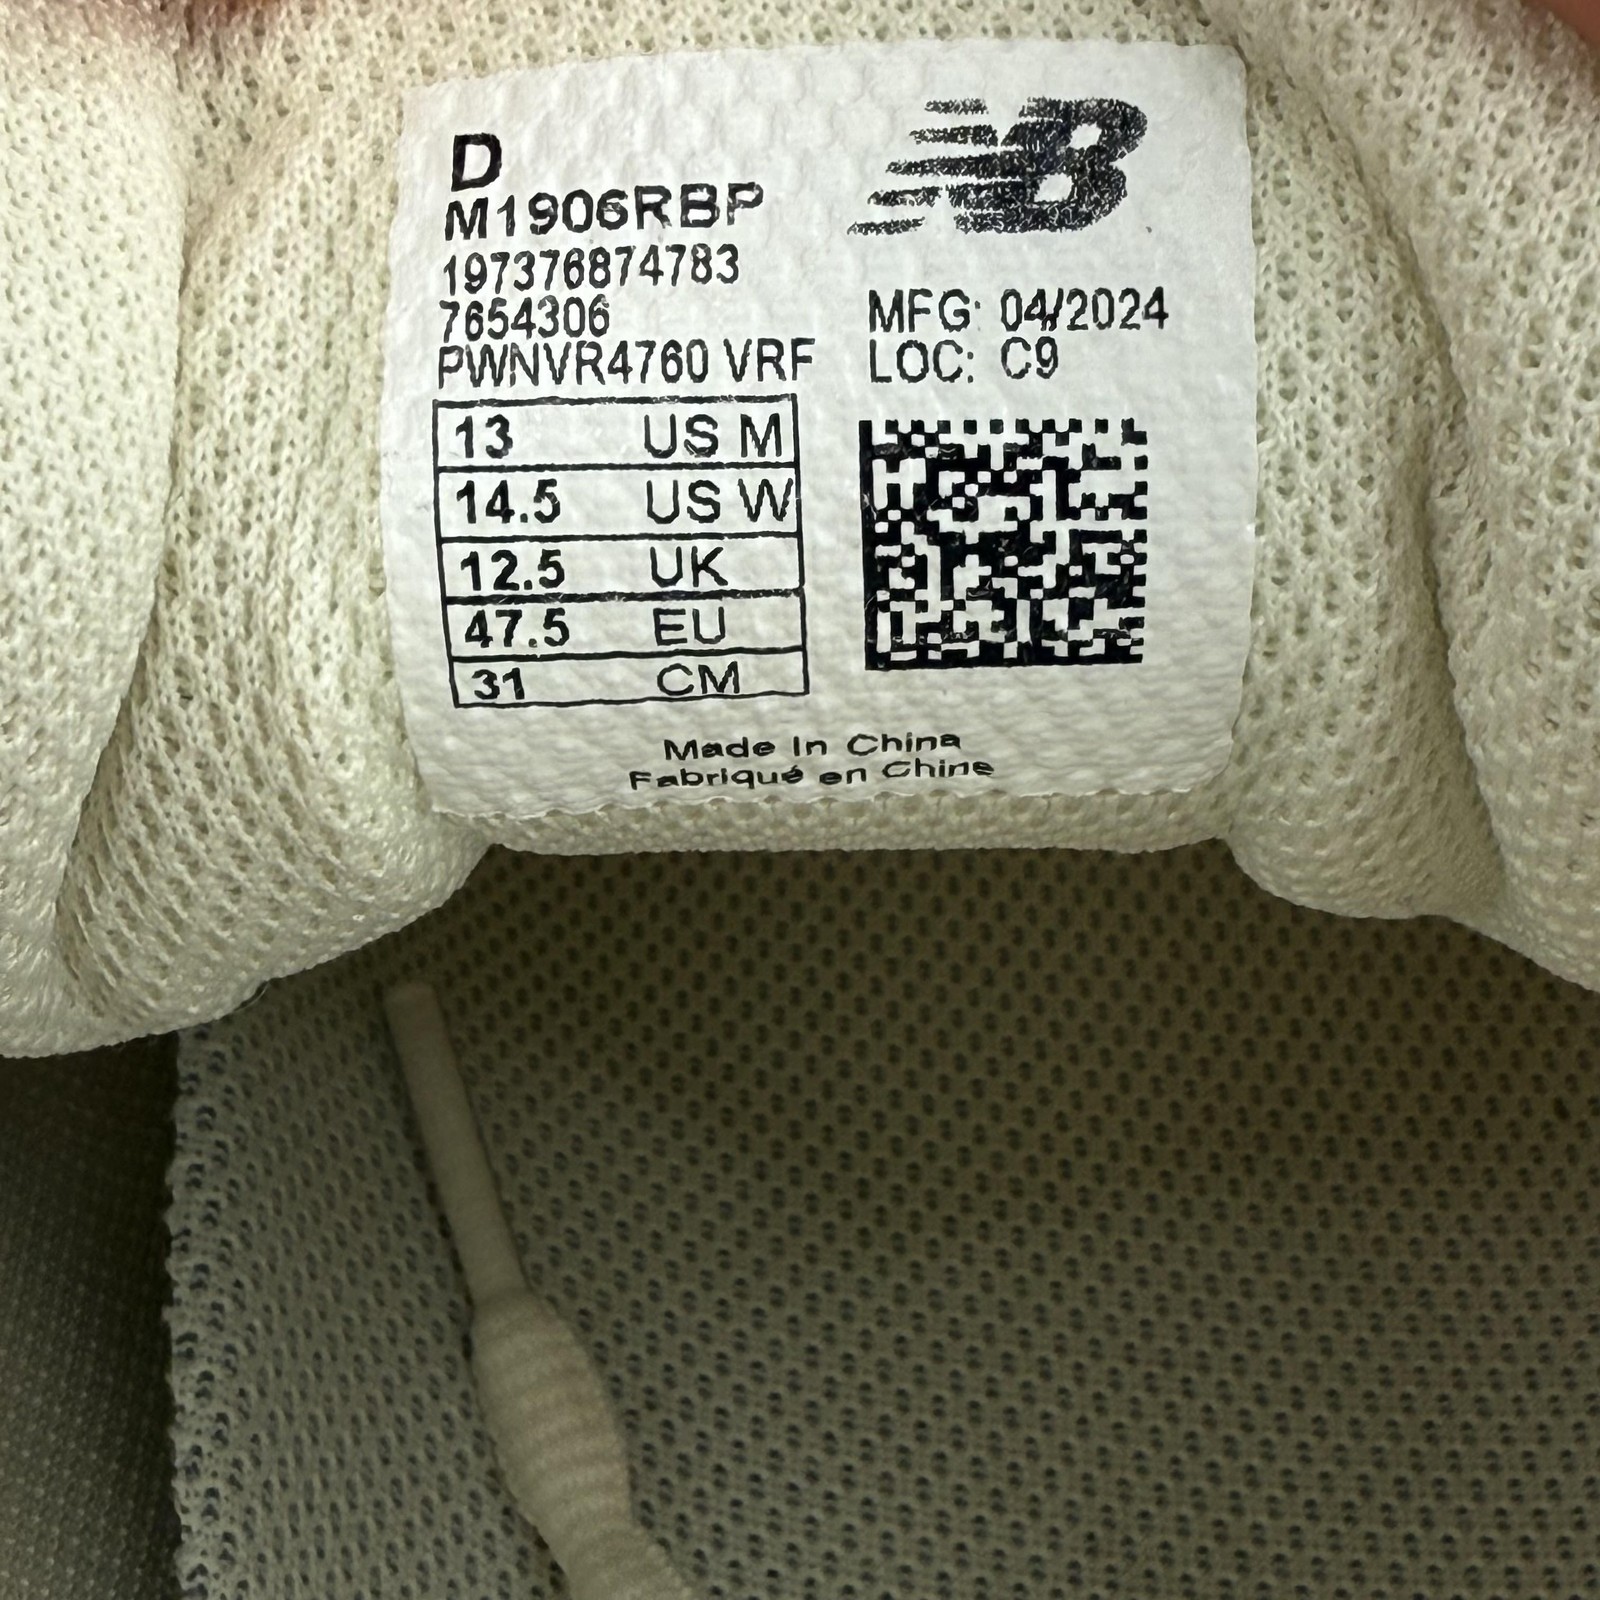 D
M1906RBP
197376874783
7654306
PWNVR4760 VRF
NB
MFG: 04/2024
LOC: C9
13 US M
14.5 US W
12.5 UK
47.5 EU
31 CM
Made In China
Fabriqué en Chine